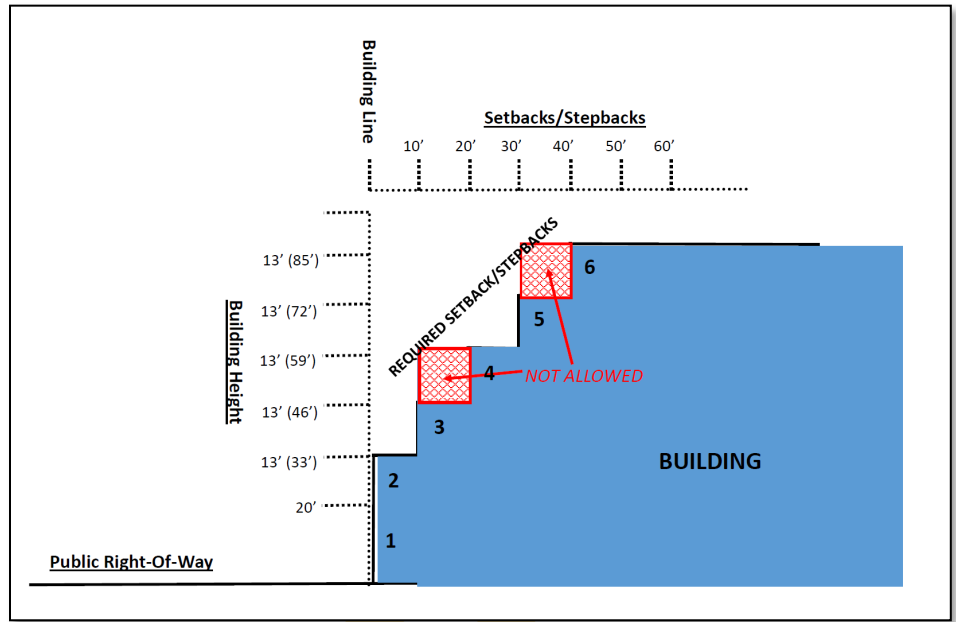 Building Line
Setbacks/Stepbacks
10’ 20’ 30’ 40’ 50’ 60’
REQUIRED SETBACK/STEPBACKS
13’ (85’)
6
13’ (72’)
5
Building Height
13’ (59’)
4
NOT ALLOWED
13’ (46’)
3
13’ (33’)
BUILDING
2
20’
1
Public Right-Of-Way